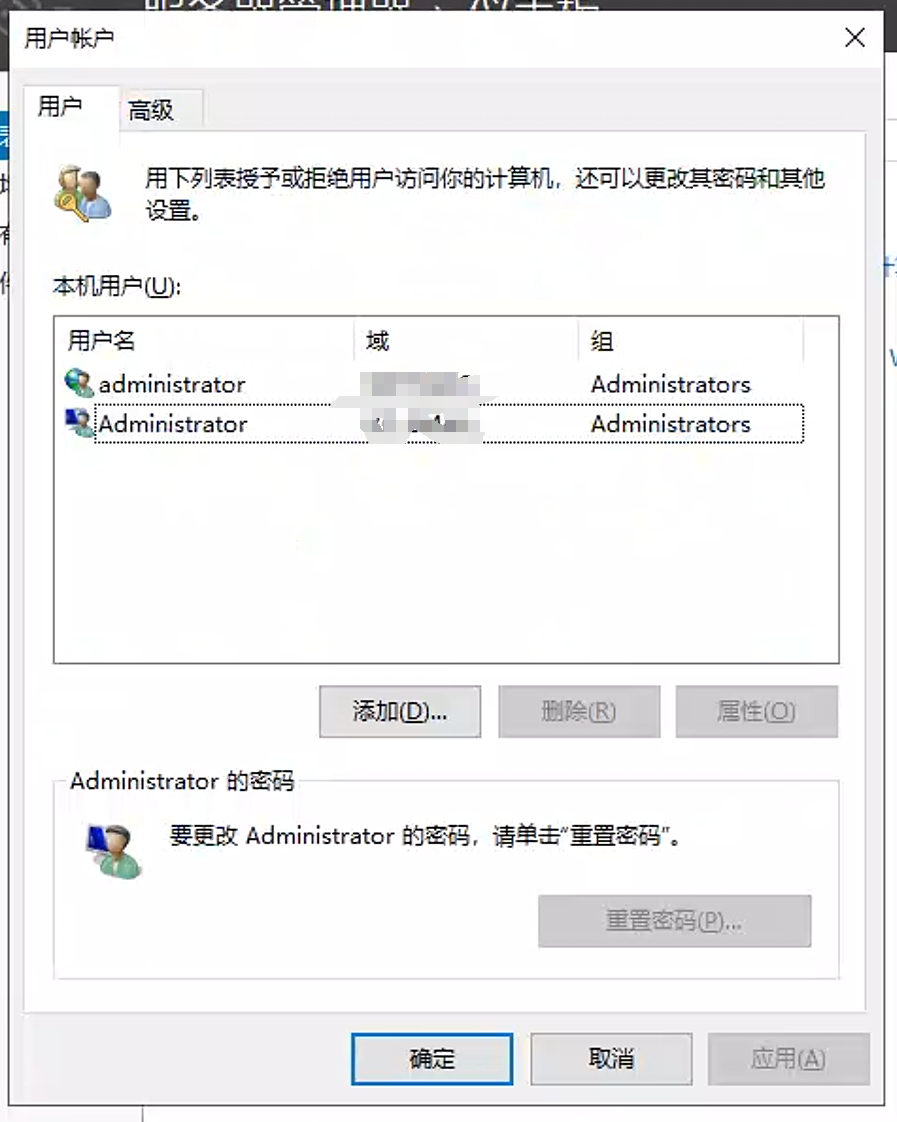 用户帐户
用户
高级
用下列表授予或拒绝用户访问你的计算机，还可以更改其密码和其他
设置。
本机用户(U):
用户名 域 组
administrator Administrators
Administrator Administrators
添加(D)... 删除(R) 属性(O)
Administrator 的密码
要更改 Administrator 的密码，请单击“重置密码”。
重置密码(P)...
确定 取消 应用(A)